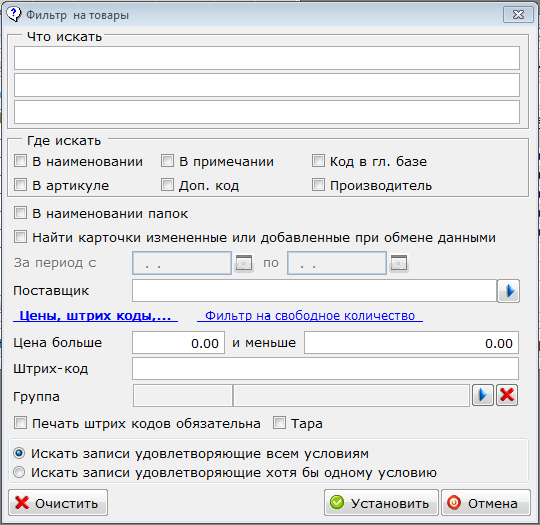 Фильтр на товары
Что искать
Где искать
В наименовании В примечании Код в гл. базе
В артикуле Доп. код Производитель
В наименовании папок
Найти карточки измененные или добавленные при обмене данными
За период с . . по . .
Поставщик
Цены, штрих коды,... Фильтр на свободное количество
Цена больше 0.00 и меньше 0.00
Штрих-код
Группа
Печать штрих кодов обязательна Тара
Искать записи удовлетворяющие всем условиям
Искать записи удовлетворяющие хотя бы одному условию
Очистить Установить Отмена